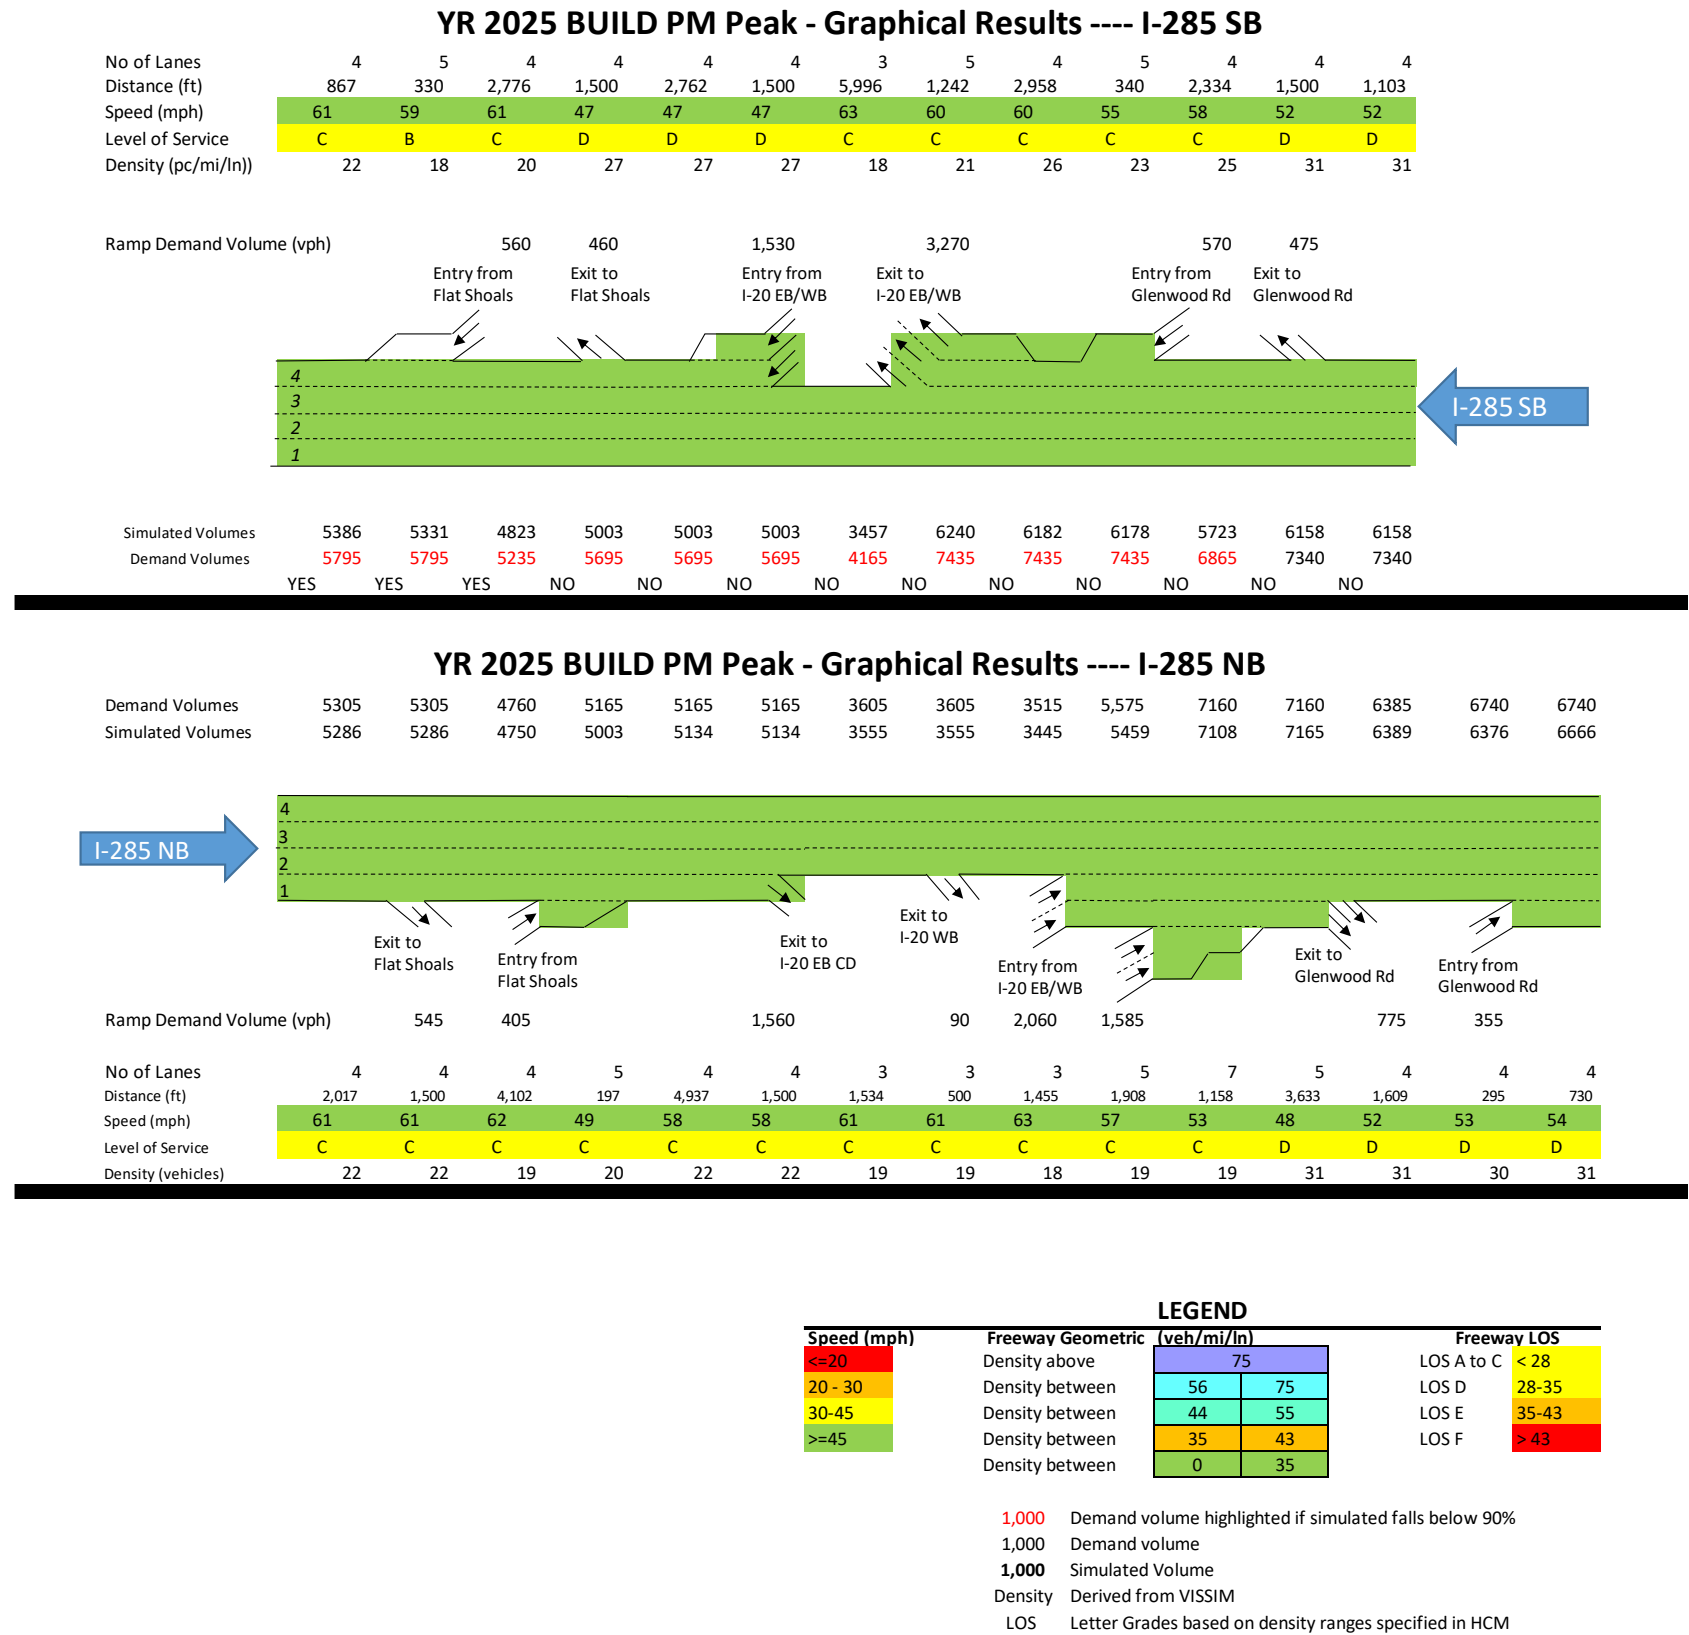 YR 2025 BUILD PM Peak - Graphical Results ---- I-285 SB
No of Lanes 4 5 4 4 4 4 3 5 4 5 4 4 4
Distance (ft) 867 330 2,776 1,500 2,762 1,500 5,996 1,242 2,958 340 2,334 1,500 1,103
Speed (mph) 61 59 61 47 47 47 63 60 60 55 58 52 52
Level of Service C B C D D D C C C C C D D
Density (pc/mi/ln)) 22 18 20 27 27 27 18 21 26 23 25 31 31
Ramp Demand Volume (vph) 560 460 1,530 3,270 570 475
Entry from Exit to Entry from Exit to Entry from Exit to
Flat Shoals Flat Shoals I-20 EB/WB I-20 EB/WB Glenwood Rd Glenwood Rd
4
3
I-285 SB
2
1
Simulated Volumes 5386 5331 4823 5003 5003 5003 3457 6240 6182 6178 5723 6158 6158
Demand Volumes 5795 5795 5235 5695 5695 5695 4165 7435 7435 7435 6865 7340 7340
YES YES YES NO NO NO NO NO NO NO NO NO NO
YR 2025 BUILD PM Peak - Graphical Results ---- I-285 NB
Demand Volumes 5305 5305 4760 5165 5165 5165 3605 3605 3515 5,575 7160 7160 6385 6740 6740
Simulated Volumes 5286 5286 4750 5003 5134 5134 3555 3555 3445 5459 7108 7165 6389 6376 6666
4
3
I-285 NB
2
1
Exit to
Flat Shoals
Entry from
Flat Shoals
Exit to
I-20 EB CD
Exit to
I-20 WB
Entry from
I-20 EB/WB
Exit to
Glenwood Rd
Entry from
Glenwood Rd
Ramp Demand Volume (vph) 545 405 1,560 90 2,060 1,585 775 355
No of Lanes 4 4 4 5 4 4 3 3 3 5 7 5 4 4 4
Distance (ft) 2,017 1,500 4,102 197 4,937 1,500 1,534 500 1,455 1,908 1,158 3,633 1,609 295 730
Speed (mph) 61 61 62 49 58 58 61 61 63 57 53 48 52 53 54
Level of Service C C C C C C C C C C C D D D D
Density (vehicles) 22 22 19 20 22 22 19 19 18 19 19 31 31 30 31
LEGEND
Speed (mph) Freeway Geometric (veh/mi/ln) Freeway LOS
<=20 Density above 75 LOS A to C < 28
20 - 30 Density between 56 75 LOS D 28-35
30-45 Density between 44 55 LOS E 35-43
>=45 Density between 35 43 LOS F > 43
Density between 0 35
1,000 Demand volume highlighted if simulated falls below 90%
1,000 Demand volume
1,000 Simulated Volume
Density Derived from VISSIM
LOS Letter Grades based on density ranges specified in HCM